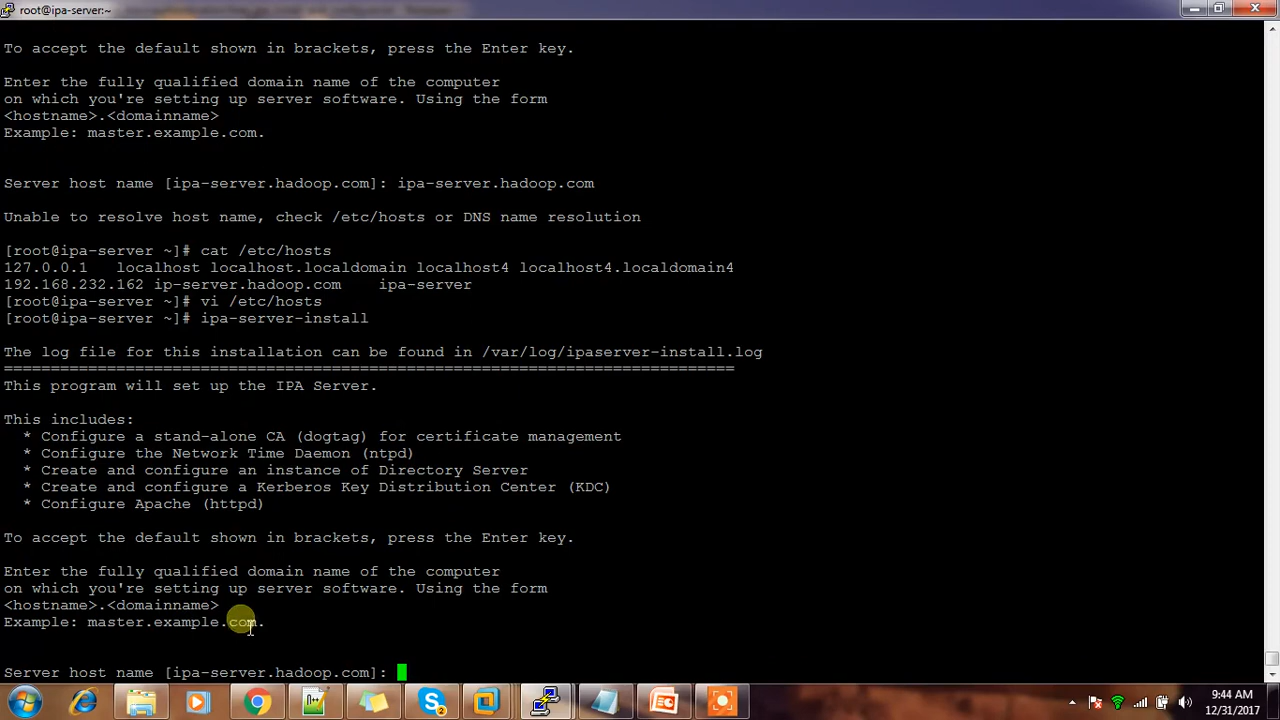 root@ipa-server:~
To accept the default shown in brackets, press the Enter key.
Enter the fully qualified domain name of the computer
on which you're setting up server software. Using the form
<hostname>.<domainname>
Example: master.example.com.
Server host name [ipa-server.hadoop.com]: ipa-server.hadoop.com
Unable to resolve host name, check /etc/hosts or DNS name resolution
[root@ipa-server ~]# cat /etc/hosts
127.0.0.1   localhost localhost.localdomain localhost4 localhost4.localdomain4
192.168.232.162 ip-server.hadoop.com    ipa-server
[root@ipa-server ~]# vi /etc/hosts
[root@ipa-server ~]# ipa-server-install
The log file for this installation can be found in /var/log/ipaserver-install.log
==============================================================================
This program will set up the IPA Server.
This includes:
  * Configure a stand-alone CA (dogtag) for certificate management
  * Configure the Network Time Daemon (ntpd)
  * Create and configure an instance of Directory Server
  * Create and configure a Kerberos Key Distribution Center (KDC)
  * Configure Apache (httpd)
To accept the default shown in brackets, press the Enter key.
Enter the fully qualified domain name of the computer
on which you're setting up server software. Using the form
<hostname>.<domainname>
Example: master.example.com.
Server host name [ipa-server.hadoop.com]:
9:44 AM
12/31/2017